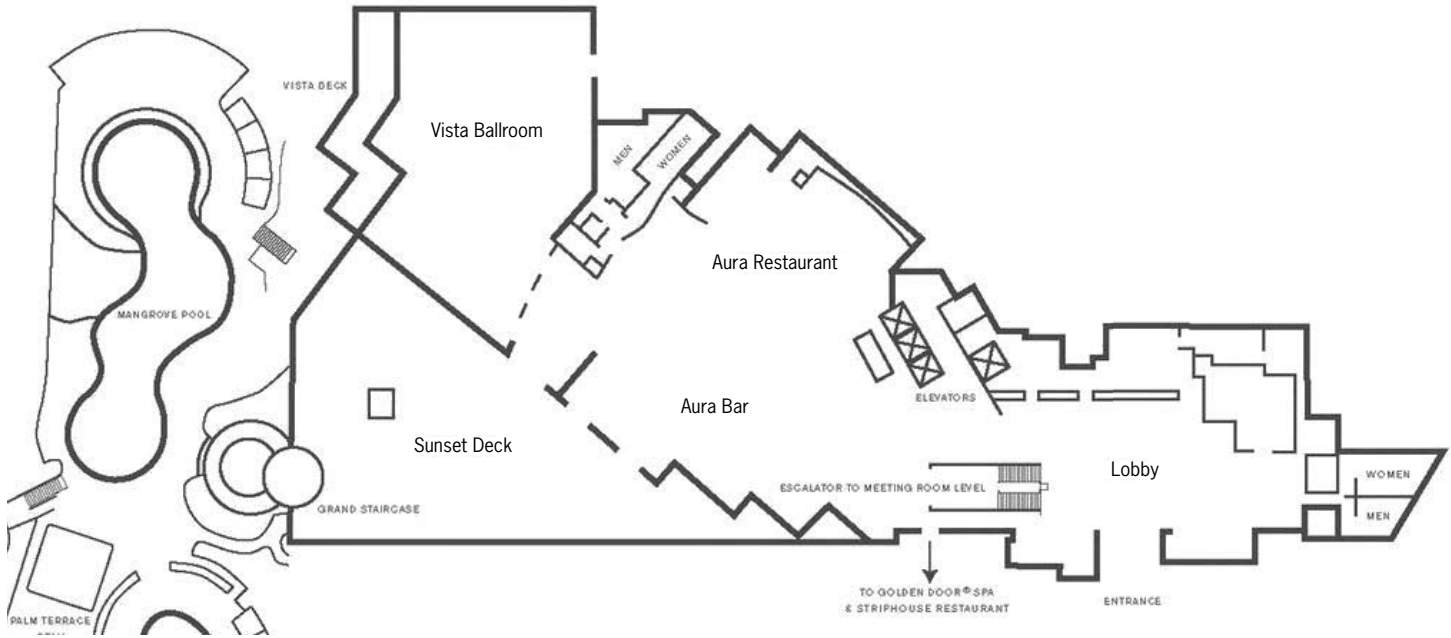 VISTA DECK
Vista Ballroom
MEN
WOMEN
Aura Restaurant
MANGROVE POOL
ELEVATORS
Aura Bar
Sunset Deck
Lobby
WOMEN
ESCALATOR TO MEETING ROOM LEVEL
GRAND STAIRCASE
MEN
TO GOLDEN DOOR® SPA
& STRIPHOUSE RESTAURANT
ENTRANCE
PALM TERRACE